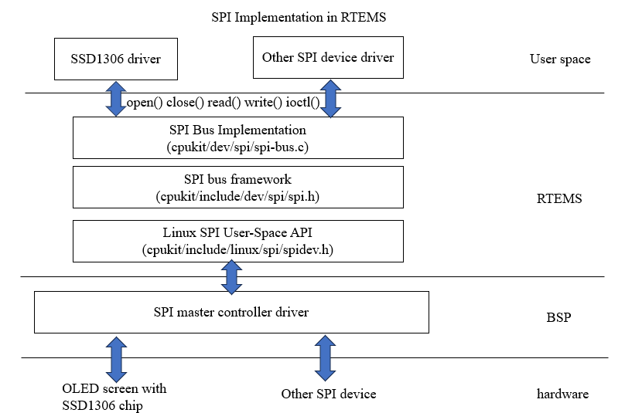 SPI Implementation in RTEMS
SSD1306 driver
Other SPI device driver
User space
open() close() read() write() ioctl()
SPI Bus Implementation
(cpukit/dev/spi/spi-bus.c)
SPI bus framework
(cpukit/include/dev/spi/spi.h)
RTEMS
Linux SPI User-Space API
(cpukit/include/linux/spi/spidev.h)
SPI master controller driver
BSP
OLED screen with
SSD1306 chip
Other SPI device
hardware